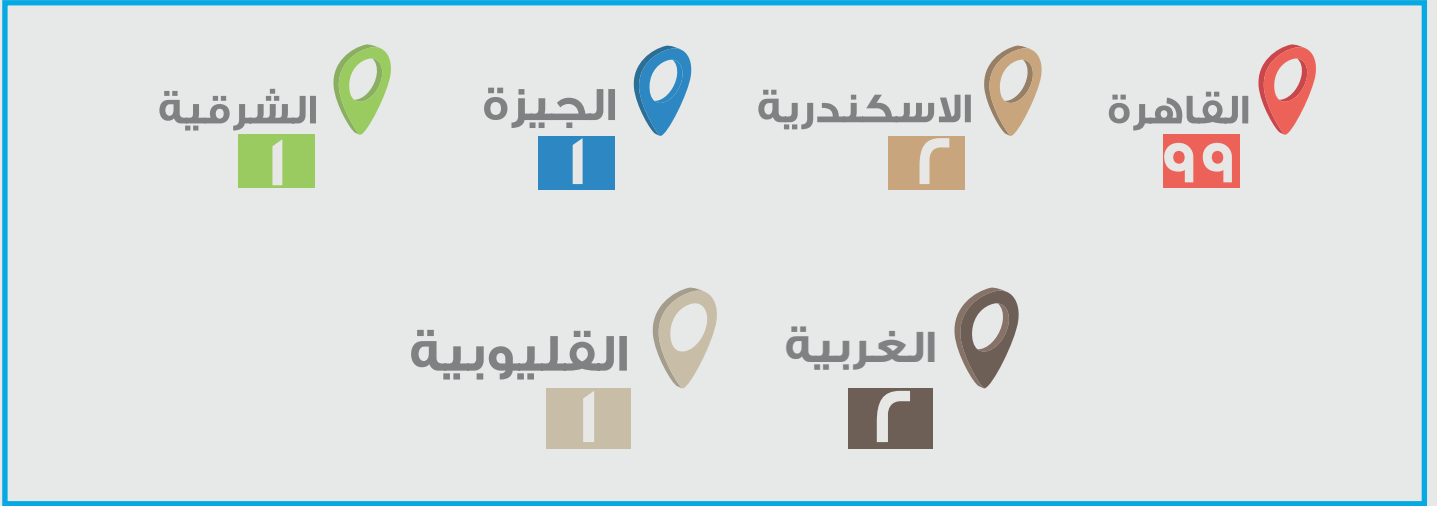 القاهرة
٩٩
الاسكندرية
٢
الجيزة
١
الشرقية
١
الغربية
٢
القليوبية
١